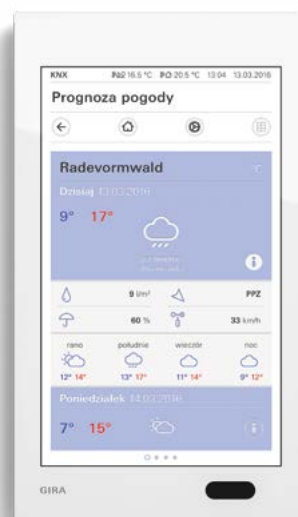 KNX 16.5 °C 20.5 °C 13:04 13.03.2016
Prognoza pogody
Radevormwald °C
Dzisiaj 13.03.2016
9° 17°
9 l/m² PPZ
60 % 33 km/h
rano południe wieczór noc
12° 14° 13° 17° 11° 14° 9° 12°
Poniedziałek 14.03.2016
7° 15°
GIRA